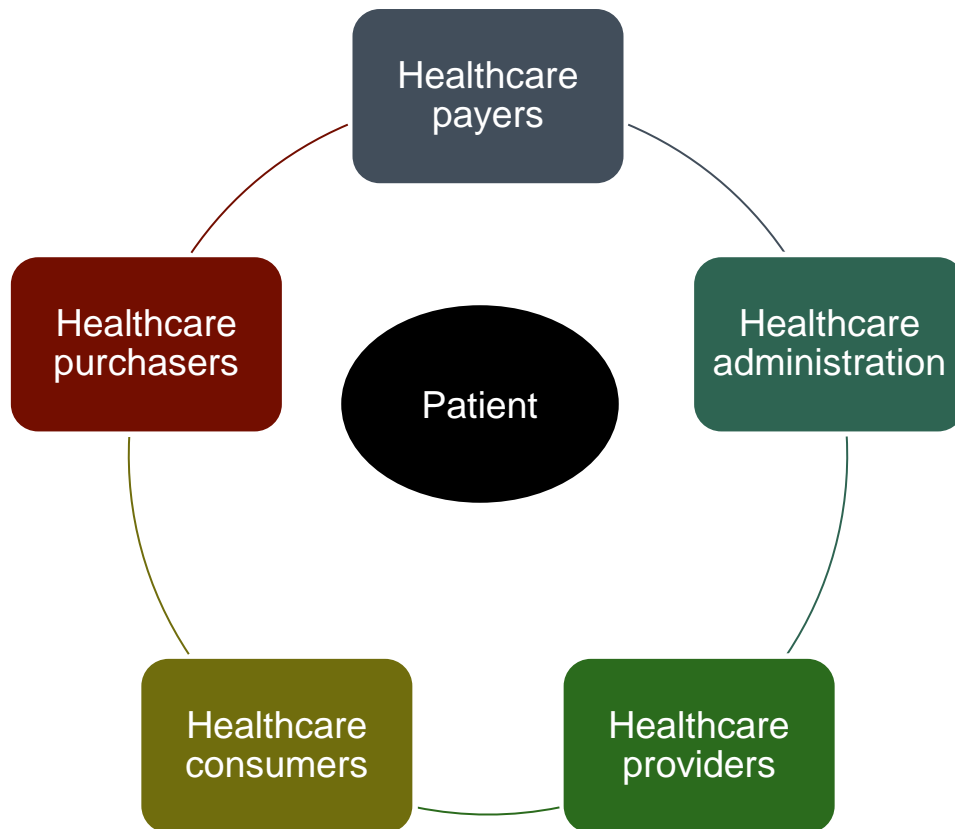 Healthcare
payers
Healthcare
administration
Healthcare
providers
Healthcare
consumers
Healthcare
purchasers
Patient